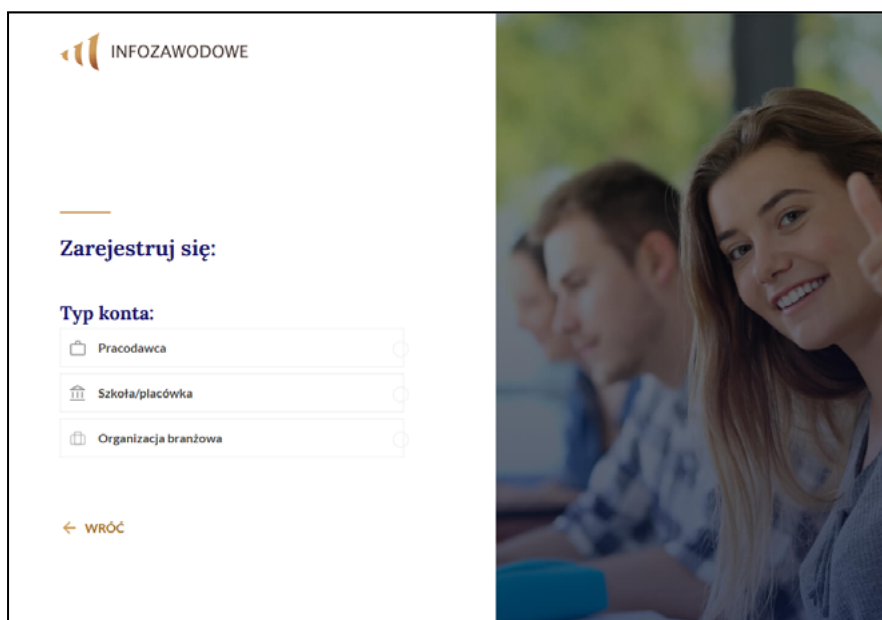 INFOZAWODOWE
Zarejestruj się:
Typ konta:
Pracodawca
Szkoła/placówka
Organizacja branżowa
← WRÓĆ